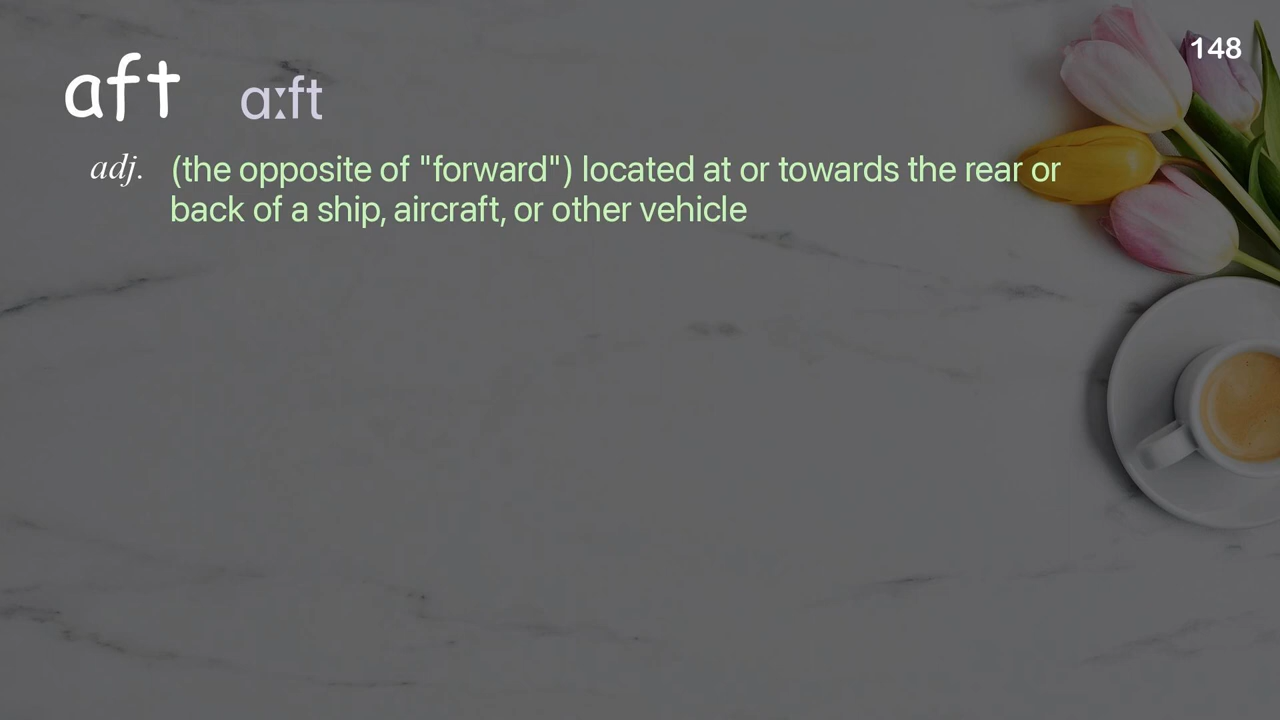 148
aft ɑːft
adj. (the opposite of "forward") located at or towards the rear or
back of a ship, aircraft, or other vehicle